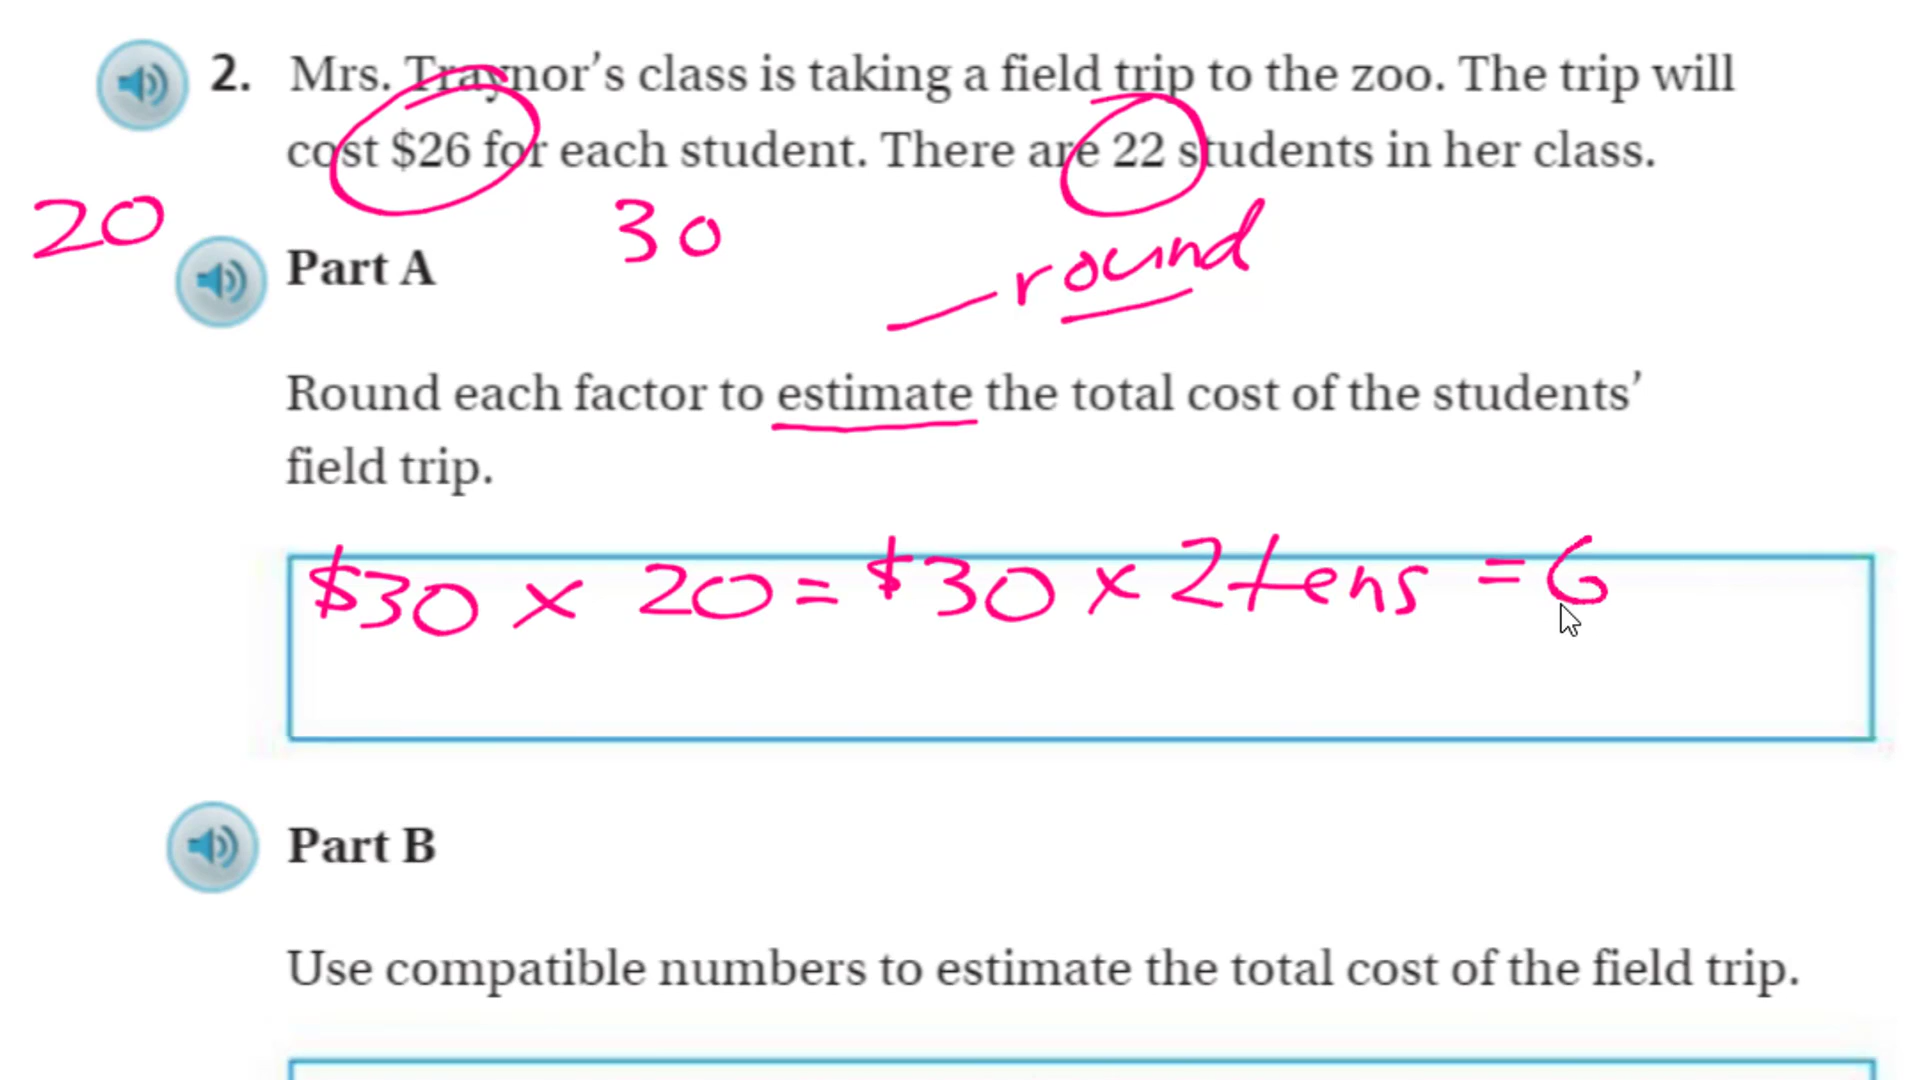 2. Mrs. Traynor’s class is taking a field trip to the zoo. The trip will
cost $26 for each student. There are 22 students in her class.
20 30
round
Part A
Round each factor to estimate the total cost of the students’
field trip.
$30 × 20 = $30 × 2 tens = 6
Part B
Use compatible numbers to estimate the total cost of the field trip.